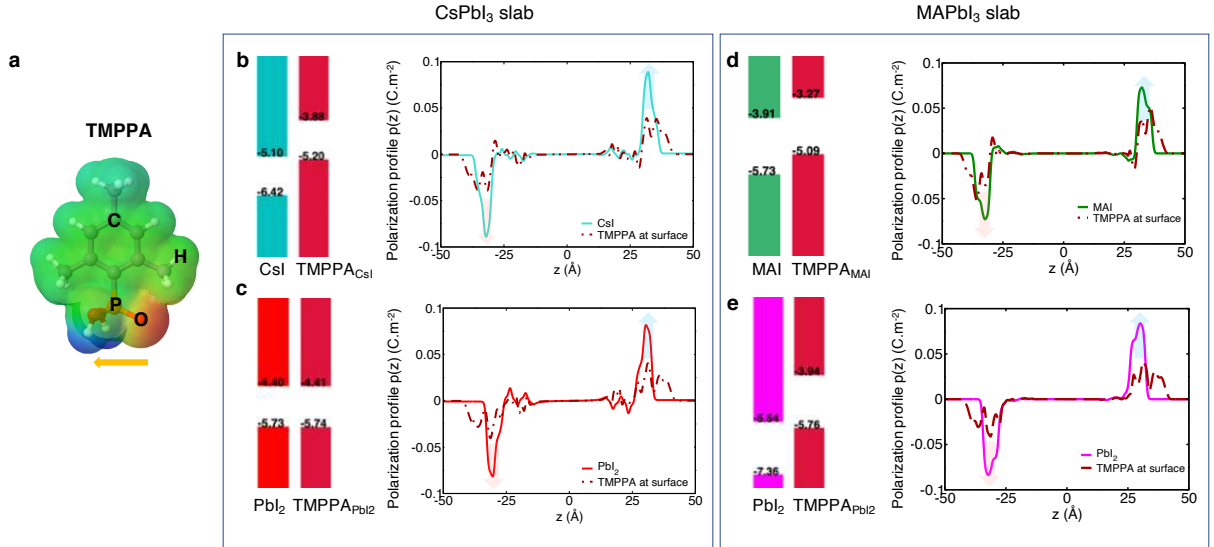 CsPbI₃ slab
MAPbI₃ slab
a
TMPPA
C
H
P
O
b
-3.88
-5.10
-5.20
-6.42
CsI
TMPPA_CsI
Polarization profile p(z) (C.m⁻²)
0.1
0.05
0
-0.05
-0.1
-50
-25
0
25
50
z (Å)
CsI
TMPPA at surface
d
-3.27
-3.91
-5.09
-5.73
MAI
TMPPA_MAI
Polarization profile p(z) (C.m⁻²)
0.1
0.05
0
-0.05
-0.1
-50
-25
0
25
50
z (Å)
MAI
TMPPA at surface
c
-4.40
-4.41
-5.73
-5.74
PbI₂
TMPPA_PbI2
Polarization profile p(z) (C.m⁻²)
0.1
0.05
0
-0.05
-0.1
-50
-25
0
25
50
z (Å)
PbI₂
TMPPA at surface
e
-3.94
-5.54
-5.76
-7.36
PbI₂
TMPPA_PbI2
Polarization profile p(z) (C.m⁻²)
0.1
0.05
0
-0.05
-0.1
-50
-25
0
25
50
z (Å)
PbI₂
TMPPA at surface